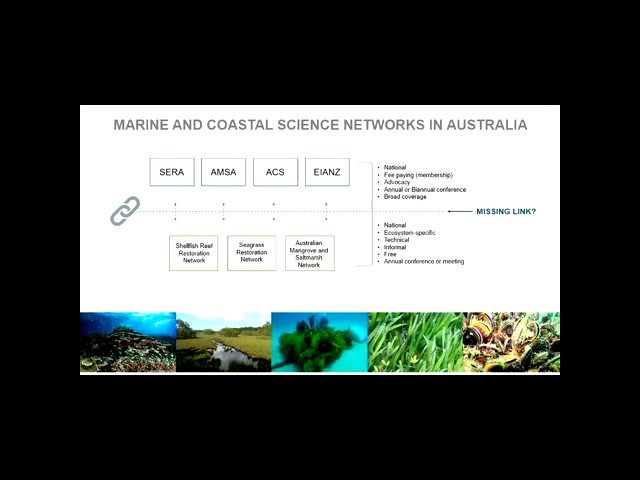 MARINE AND COASTAL SCIENCE NETWORKS IN AUSTRALIA
SERA
AMSA
ACS
EIANZ
• National
• Fee paying (membership)
• Advocacy
• Annual or Biannual conference
• Broad coverage
MISSING LINK?
• National
• Ecosystem-specific
• Technical
• Informal
• Free
• Annual conference or meeting
Shellfish Reef
Restoration
Network
Seagrass
Restoration
Network
Australian
Mangrove and
Saltmarsh
Network